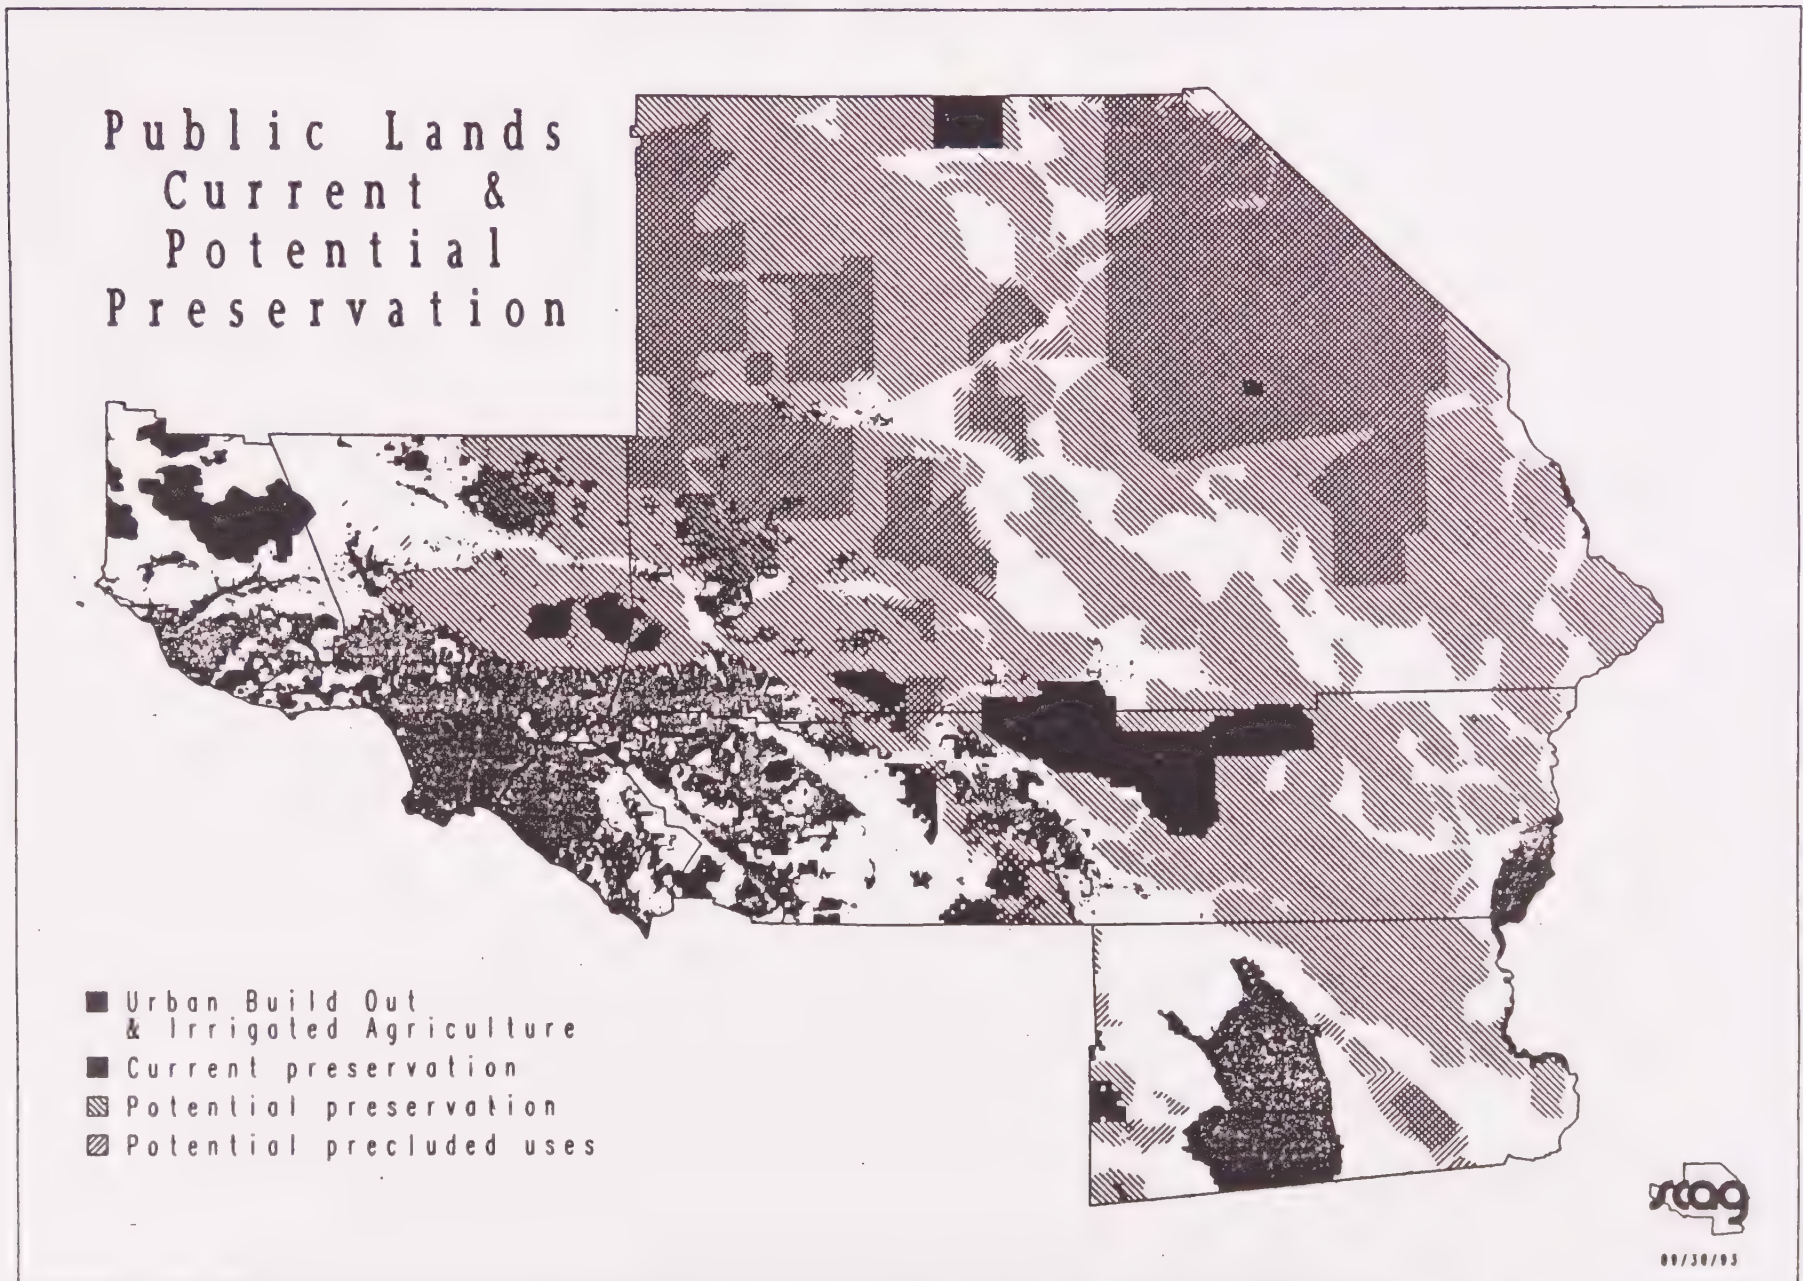 Public Lands
Current &
Potential
Preservation
Urban Build Out
& Irrigated Agriculture
Current preservation
Potential preservation
Potential precluded uses
scag
09/30/93